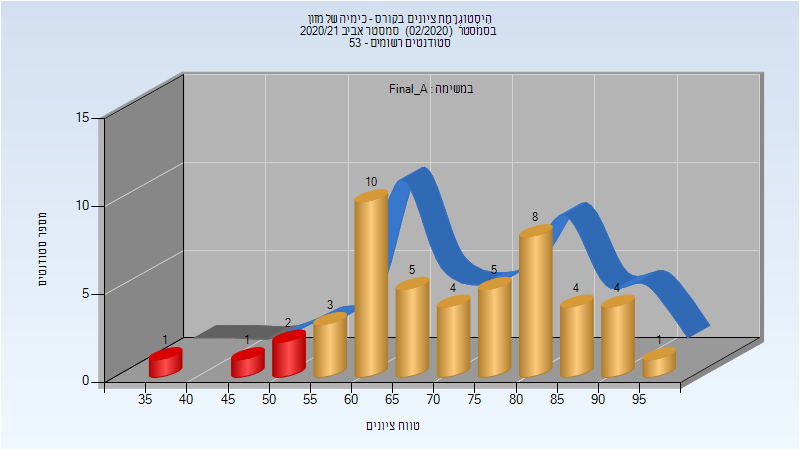 היסטוגרמת ציונים בקורס - כימיה של מזון
בסמסטר (02/2020) סמסטר אביב 2020/21
סטודנטים רשומים - 53
במשימה : Final_A
מספר סטודנטים
15
10
5
0
1
1
2
3
10
5
4
5
8
4
4
1
35 40 45 50 55 60 65 70 75 80 85 90 95
טווח ציונים